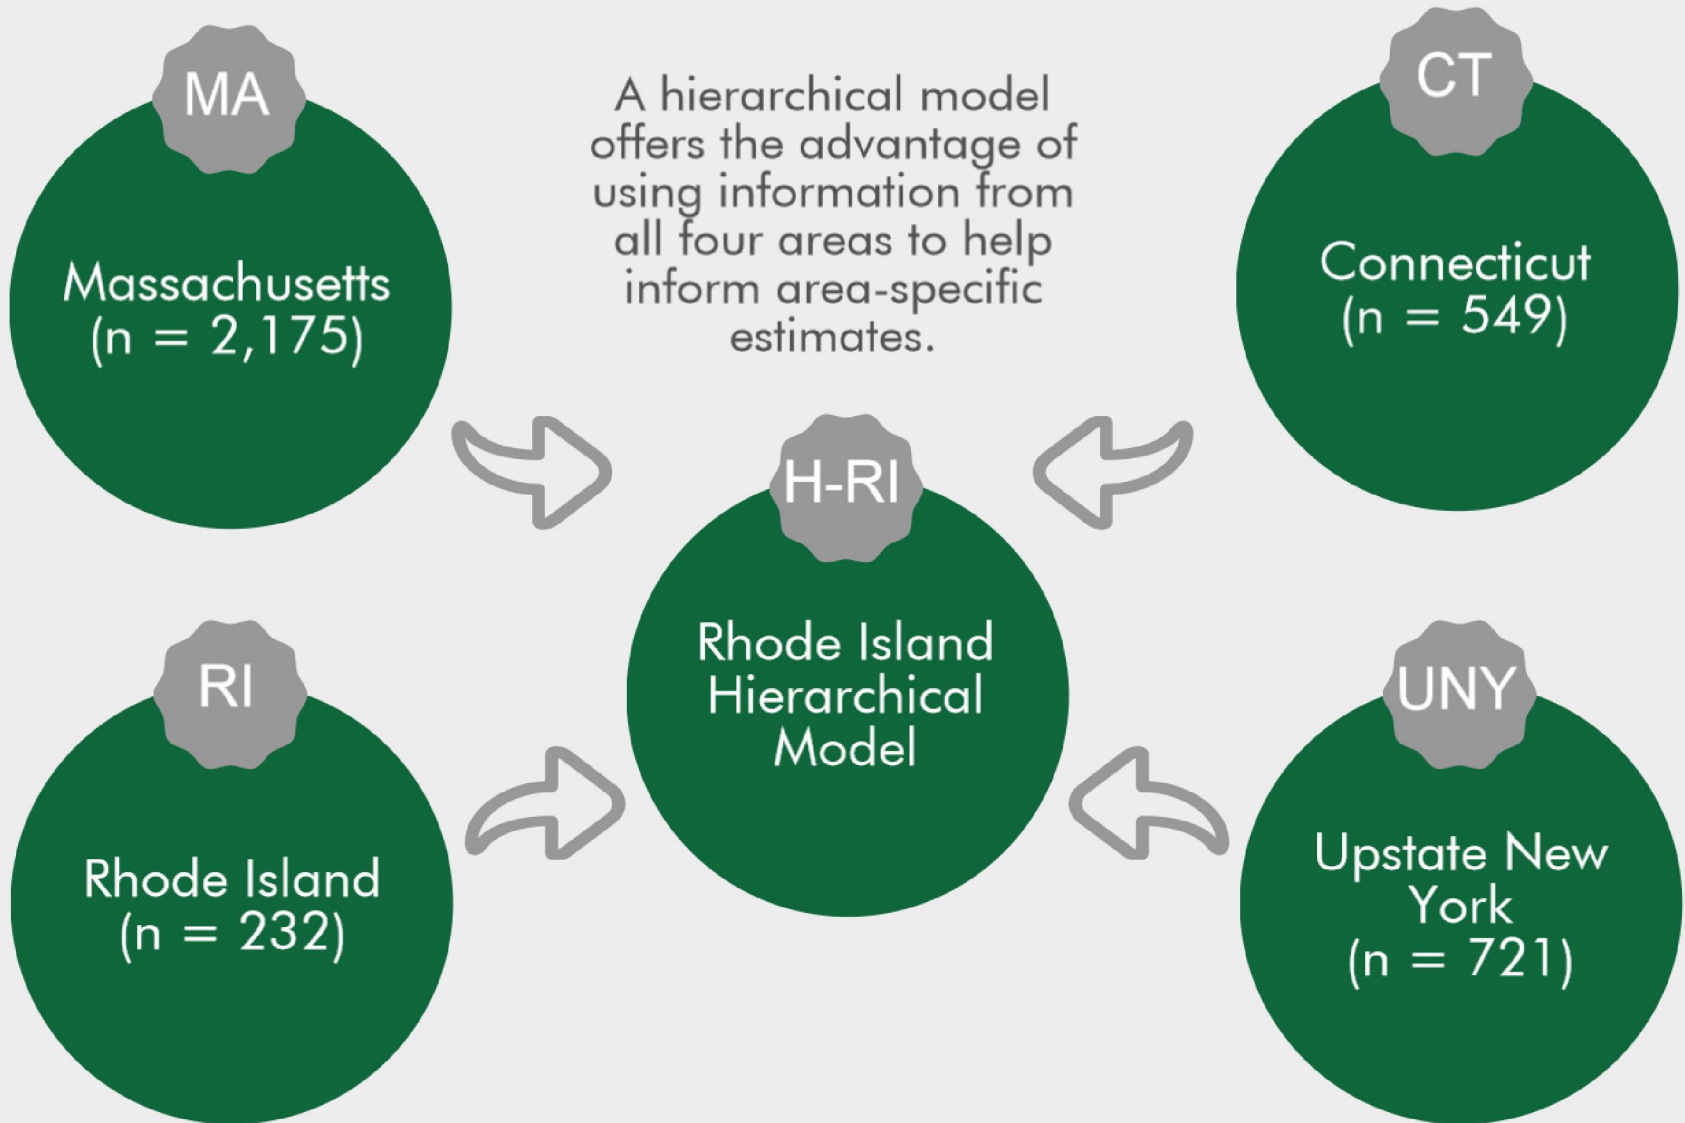 MA
Massachusetts
(n = 2,175)
A hierarchical model
offers the advantage of
using information from
all four areas to help
inform area-specific
estimates.
CT
Connecticut
(n = 549)
H-RI
Rhode Island
Hierarchical
Model
RI
Rhode Island
(n = 232)
UNY
Upstate New
York
(n = 721)